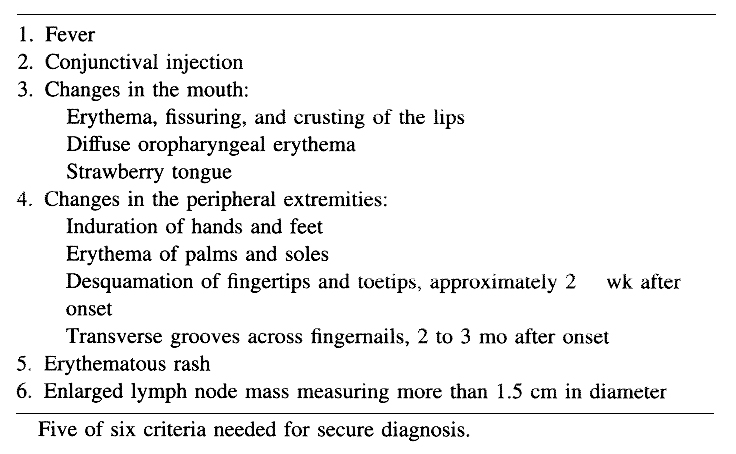 1. Fever
2. Conjunctival injection
3. Changes in the mouth:
Erythema, fissuring, and crusting of the lips
Diffuse oropharyngeal erythema
Strawberry tongue
4. Changes in the peripheral extremities:
Induration of hands and feet
Erythema of palms and soles
Desquamation of fingertips and toetips, approximately 2 wk after
onset
Transverse grooves across fingernails, 2 to 3 mo after onset
5. Erythematous rash
6. Enlarged lymph node mass measuring more than 1.5 cm in diameter
Five of six criteria needed for secure diagnosis.